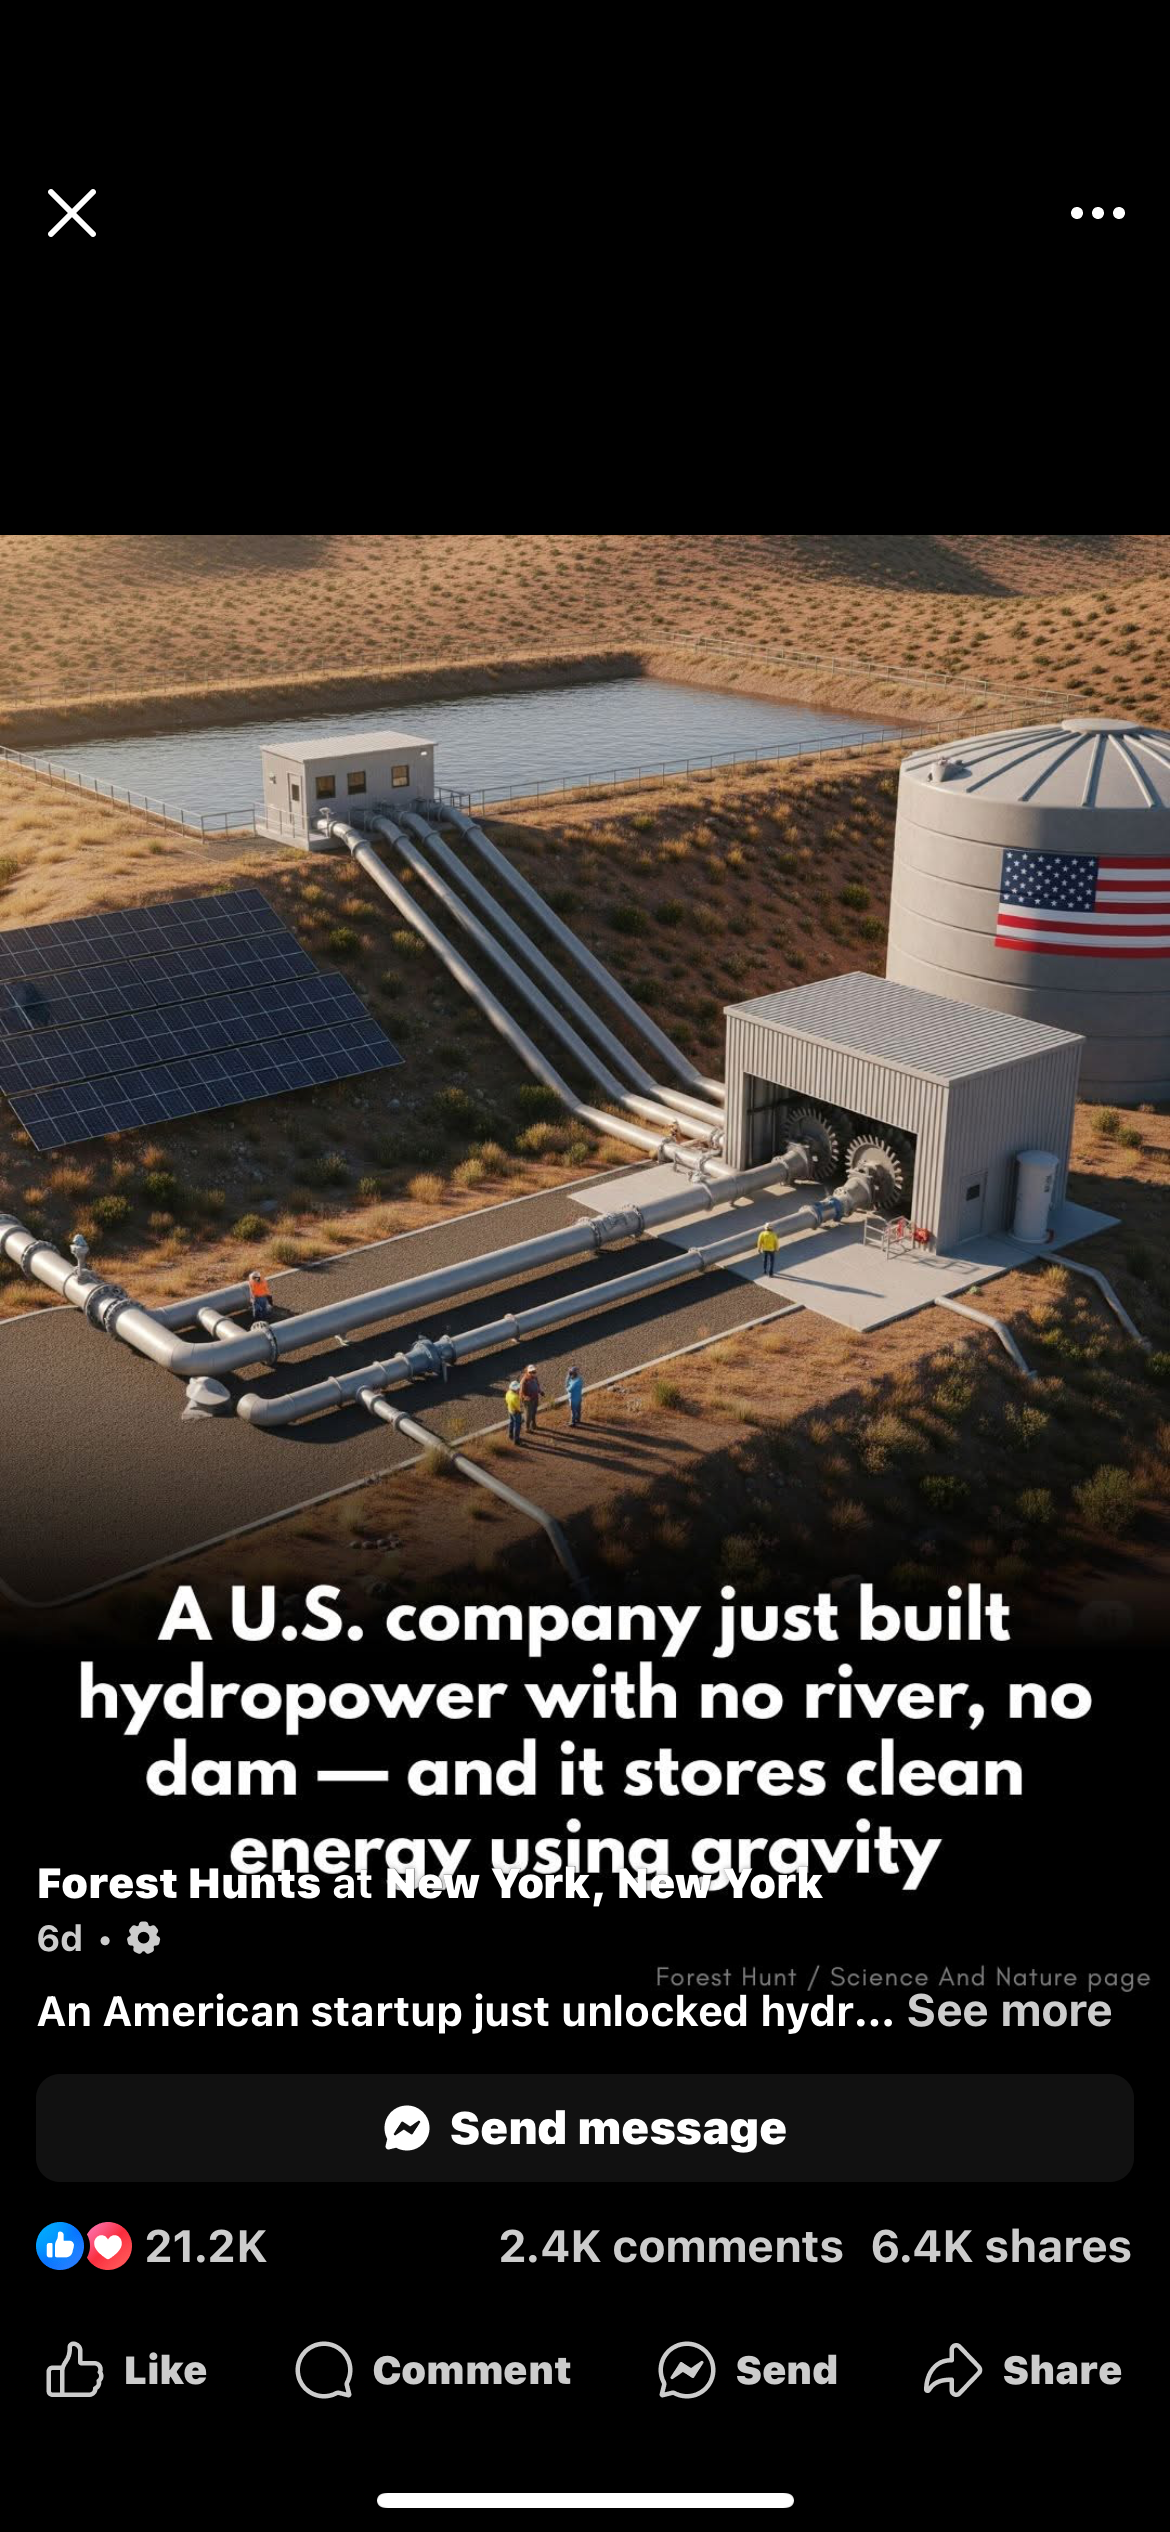 A U.S. company just built
hydropower with no river, no
dam — and it stores clean
energy using gravity
Forest Hunts at New York, New York
6d •
Forest Hunt / Science And Nature page
An American startup just unlocked hydr... See more
Send message
21.2K 2.4K comments 6.4K shares
Like Comment Send Share